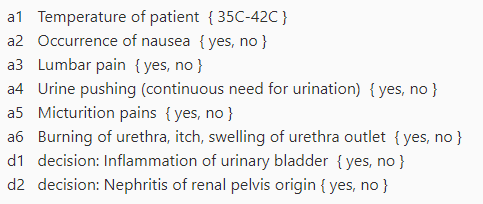 a1 Temperature of patient { 35C-42C }
a2 Occurrence of nausea { yes, no }
a3 Lumbar pain { yes, no }
a4 Urine pushing (continuous need for urination) { yes, no }
a5 Micturition pains { yes, no }
a6 Burning of urethra, itch, swelling of urethra outlet { yes, no }
d1 decision: Inflammation of urinary bladder { yes, no }
d2 decision: Nephritis of renal pelvis origin { yes, no }